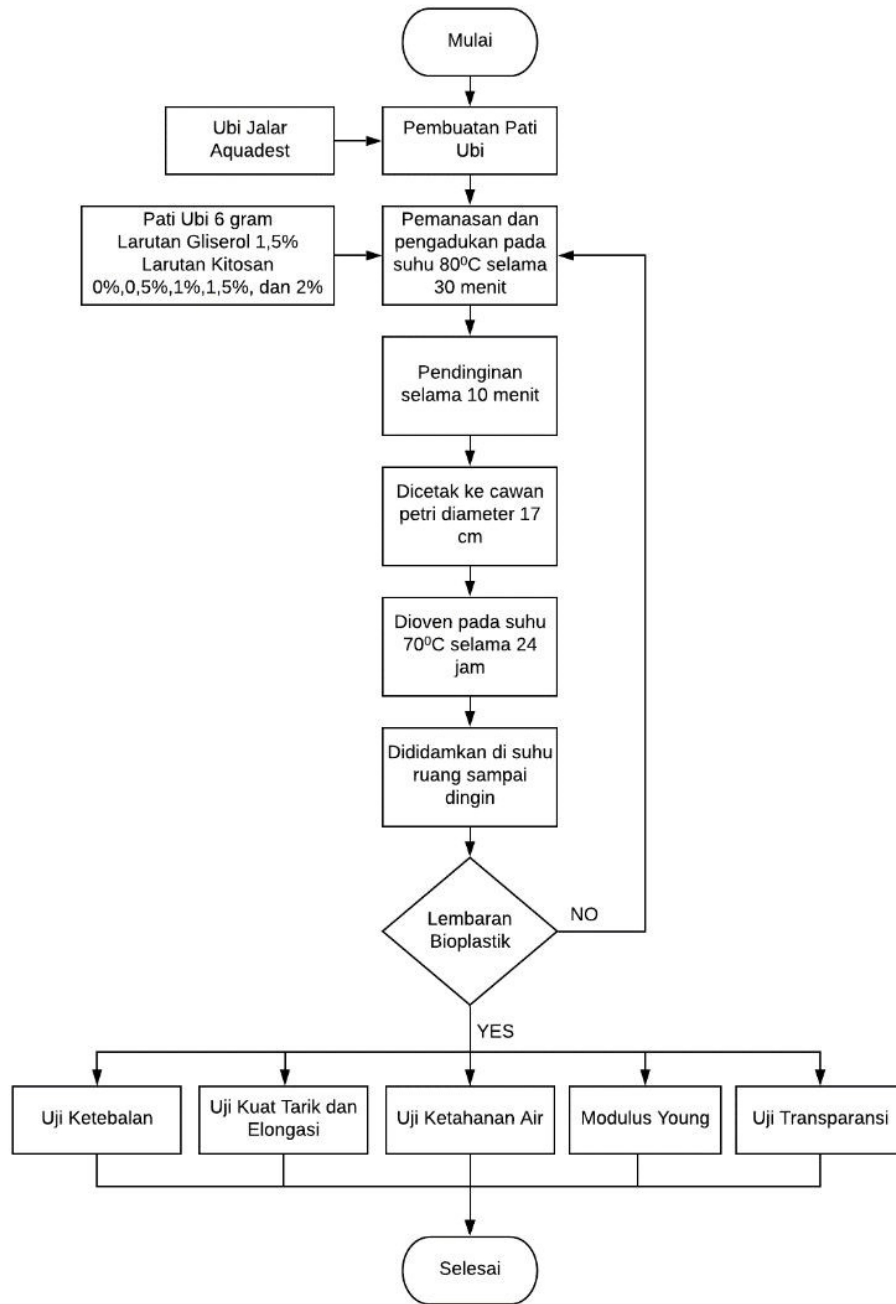 Mulai
Ubi Jalar
Aquadest
Pembuatan Pati
Ubi
Pati Ubi 6 gram
Larutan Gliserol 1,5%
Larutan Kitosan
0%,0,5%,1%,1,5%, dan 2%
Pemanasan dan
pengadukan pada
suhu 80⁰C selama
30 menit
Pendinginan
selama 10 menit
Dicetak ke cawan
petri diameter 17
cm
Dioven pada suhu
70⁰C selama 24
jam
Dididamkan di suhu
ruang sampai
dingin
Lembaran
Bioplastik
NO
YES
Uji Ketebalan
Uji Kuat Tarik dan
Elongasi
Uji Ketahanan Air
Modulus Young
Uji Transparansi
Selesai